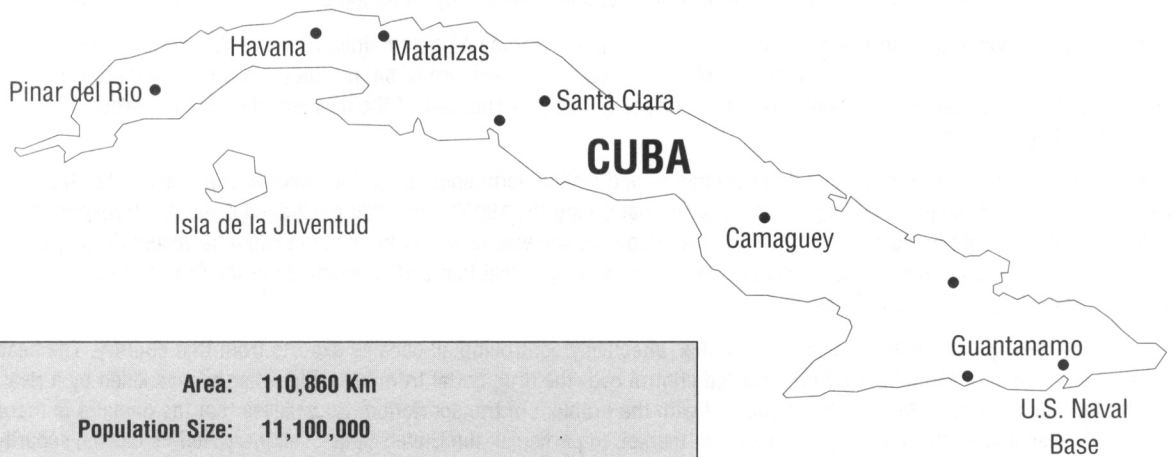 Havana
Matanzas
Pinar del Rio
Santa Clara
CUBA
Isla de la Juventud
Camaguey
Guantanamo
U.S. Naval
Base
Area: 110,860 Km
Population Size: 11,100,000